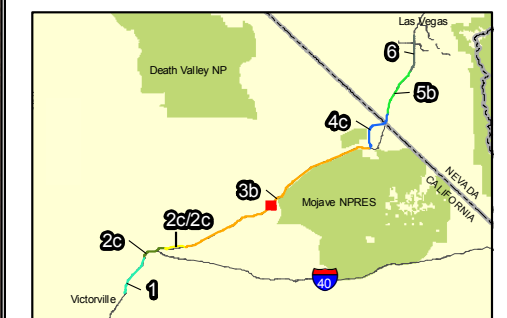 Las Vegas
6
Death Valley NP
5b
4c
NEVADA
CALIFORNIA
3b
Mojave NPRES
2c/2c
2c
40
1
Victorville